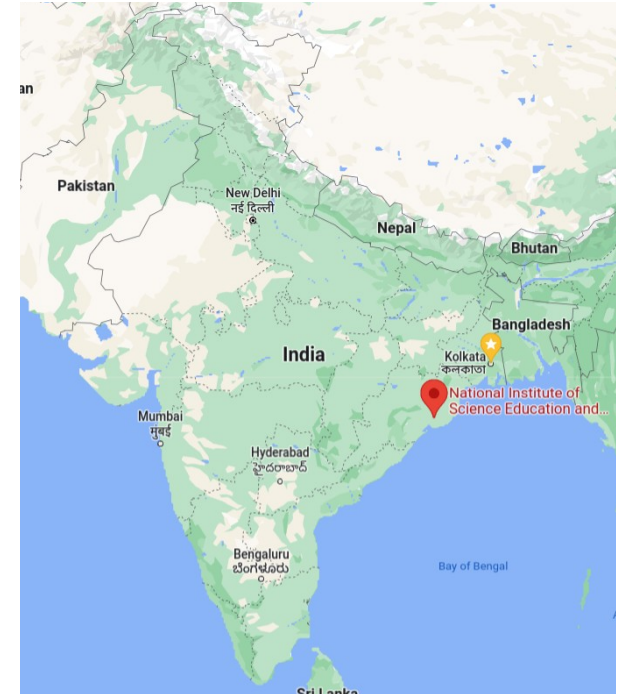 an
Pakistan
New Delhi
नई दिल्ली
Nepal
Bhutan
Bangladesh
India
Kolkata
কলকাতা
National Institute of
Science Education and...
Mumbai
मुंबई
Hyderabad
హైదరాబాద్
Bengaluru
ಬೆಂಗಳೂರು
Bay of Bengal
Sri Lanka